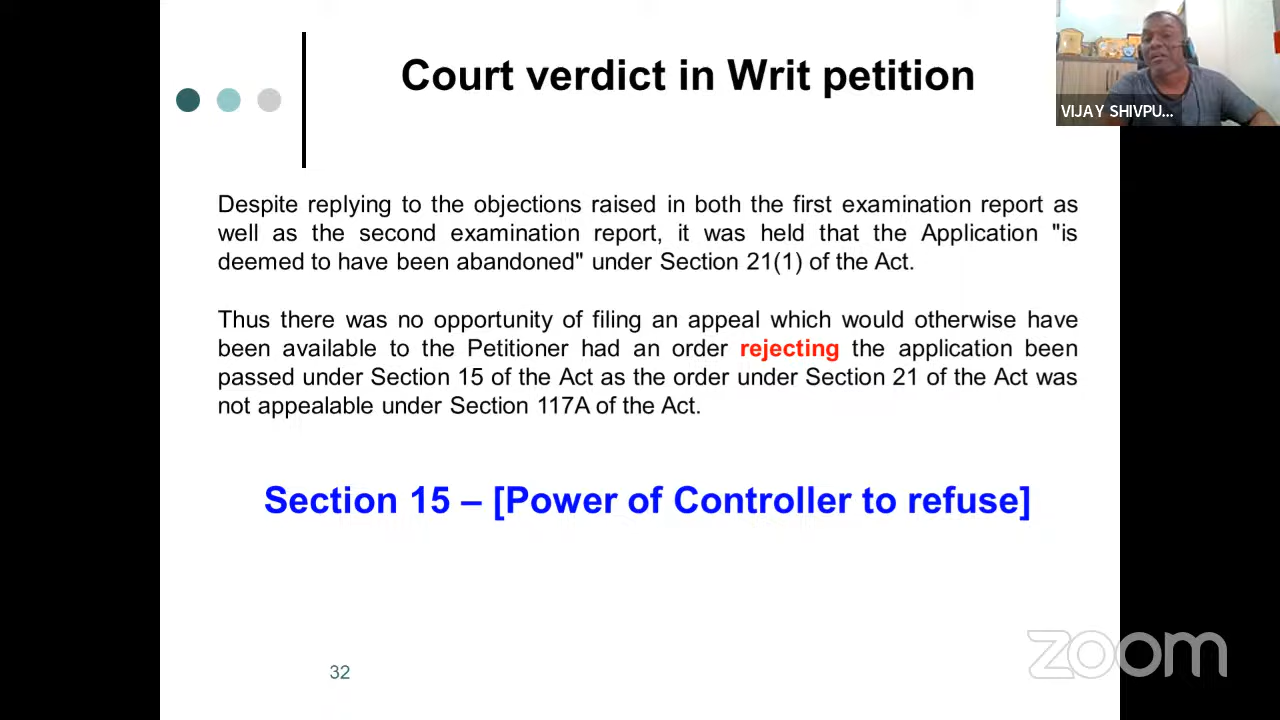 Court verdict in Writ petition
VIJAY SHIVPU...
Despite replying to the objections raised in both the first examination report as
well as the second examination report, it was held that the Application "is
deemed to have been abandoned" under Section 21(1) of the Act.
Thus there was no opportunity of filing an appeal which would otherwise have
been available to the Petitioner had an order rejecting the application been
passed under Section 15 of the Act as the order under Section 21 of the Act was
not appealable under Section 117A of the Act.
Section 15 – [Power of Controller to refuse]
zoom
32